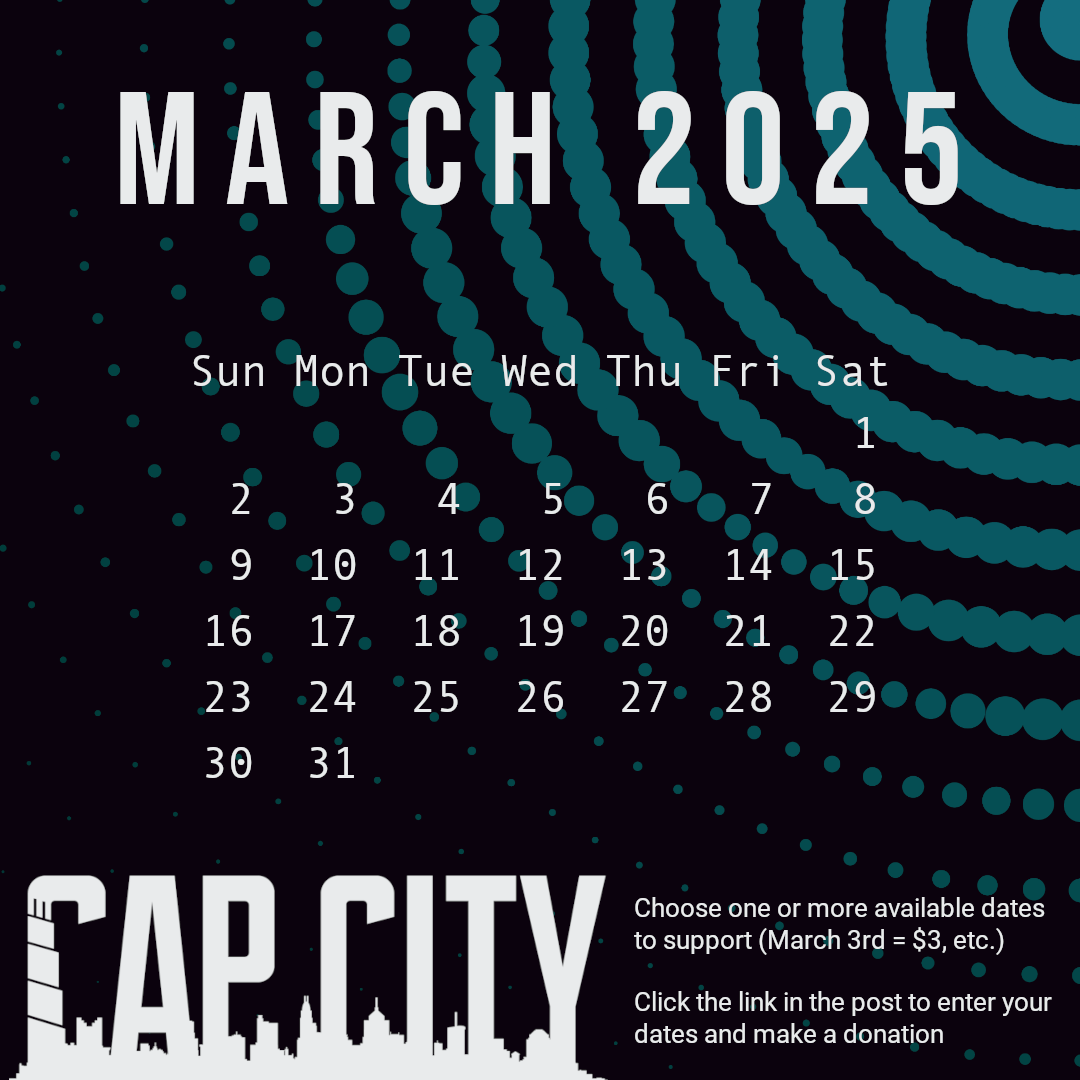 MARCH 2025
Sun Mon Tue Wed Thu Fri Sat
1
2 3 4 5 6 7 8
9 10 11 12 13 14 15
16 17 18 19 20 21 22
23 24 25 26 27 28 29
30 31
CAP CITY
Choose one or more available dates
to support (March 3rd = $3, etc.)
Click the link in the post to enter your
dates and make a donation